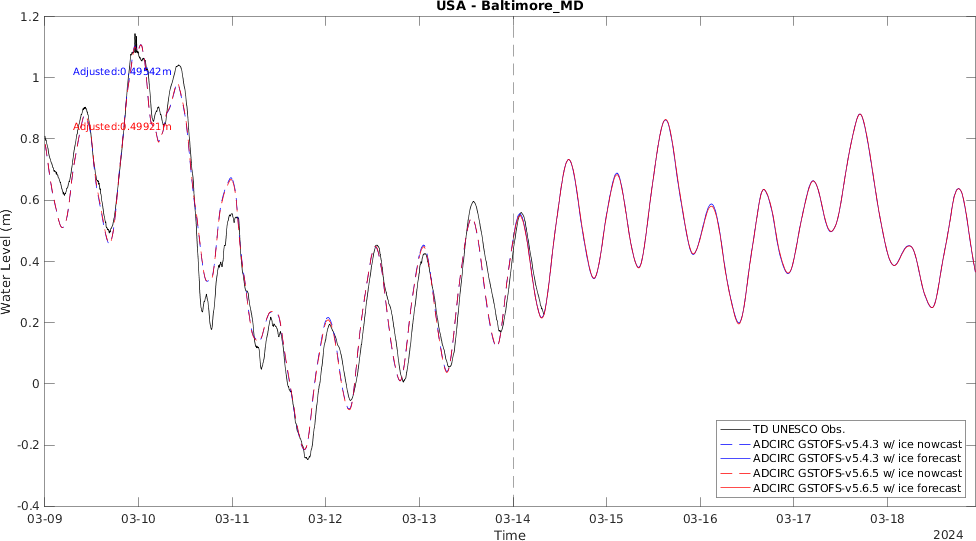 USA - Baltimore_MD
1.2
1
0.8
0.6
0.4
0.2
0
-0.2
-0.4
Water Level (m)
Adjusted:0.49542m
Adjusted:0.49921m
TD UNESCO Obs.
ADCIRC GSTOFS-v5.4.3 w/ ice nowcast
ADCIRC GSTOFS-v5.4.3 w/ ice forecast
ADCIRC GSTOFS-v5.6.5 w/ ice nowcast
ADCIRC GSTOFS-v5.6.5 w/ ice forecast
03-09 03-10 03-11 03-12 03-13 03-14 03-15 03-16 03-17 03-18
Time
2024